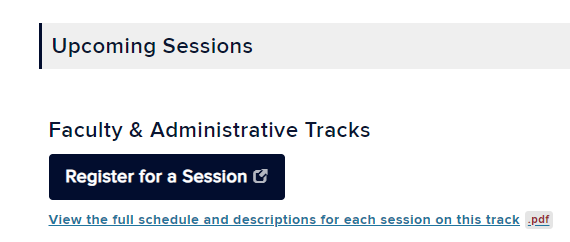 Upcoming Sessions
Faculty & Administrative Tracks
Register for a Session
View the full schedule and descriptions for each session on this track .pdf